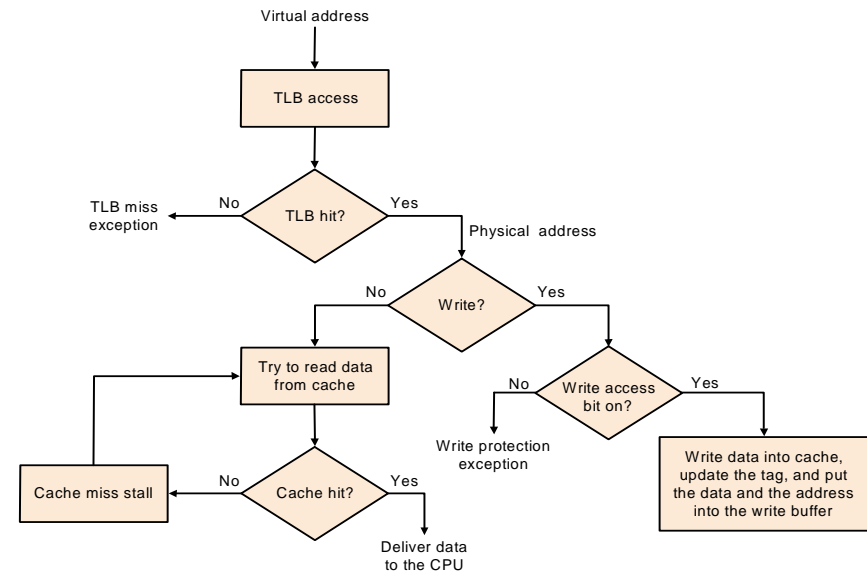 Virtual address
TLB access
TLB hit?
No
Yes
TLB miss
exception
Physical address
Write?
No
Yes
Try to read data
from cache
Write access
bit on?
No
Yes
Write protection
exception
Write data into cache,
update the tag, and put
the data and the address
into the write buffer
Cache hit?
No
Yes
Cache miss stall
Deliver data
to the CPU